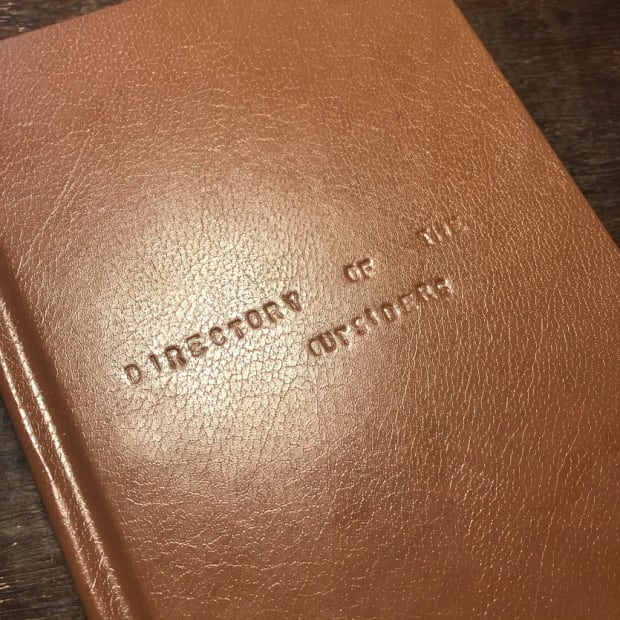 DIRECTORY OF THE
OUTSIDERS